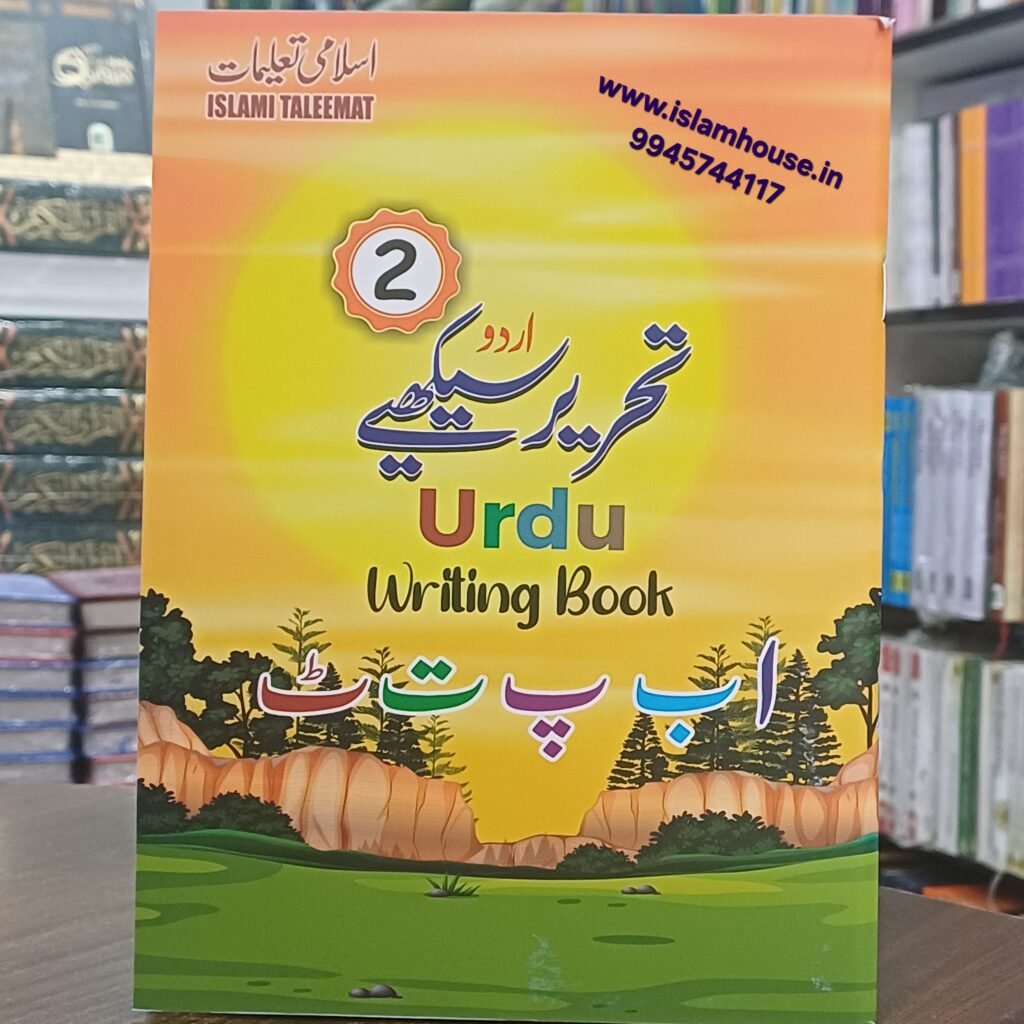 اسلامی تعلیمات
ISLAMI TALEEMAT
www.islamhouse.in
9945744117
2
اردو
تحریر سیکھیے
Urdu
Writing Book
ا ب پ ت ٹ